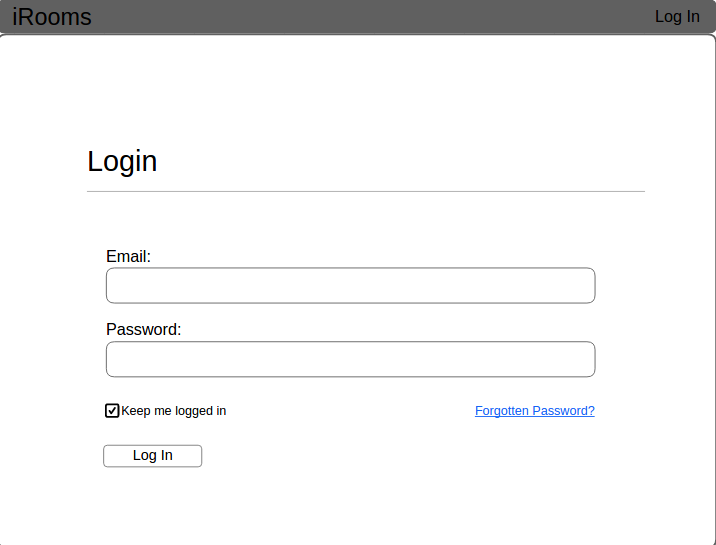 iRooms Log In
Login
Email:
Password:
Keep me logged in Forgotten Password?
Log In